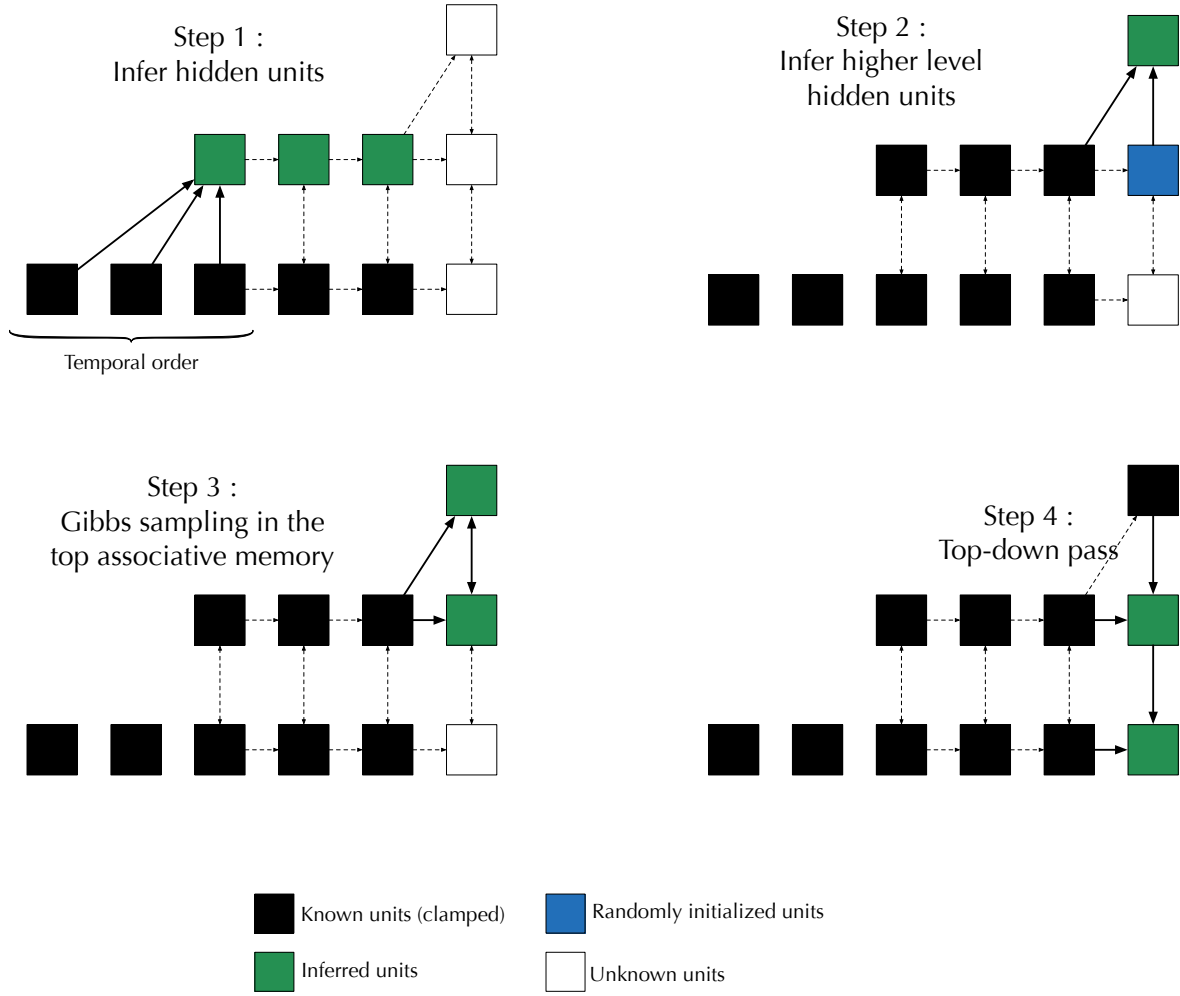 Step 1 :
Infer hidden units
Temporal order
Step 2 :
Infer higher level
hidden units
Step 3 :
Gibbs sampling in the
top associative memory
Step 4 :
Top-down pass
Known units (clamped)
Randomly initialized units
Inferred units
Unknown units